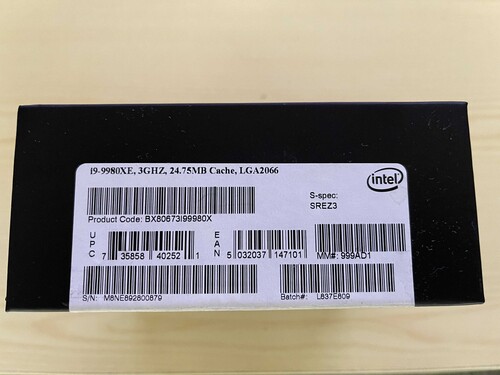 I9-9980XE, 3GHZ, 24.75MB Cache, LGA2066
intel
S-spec:
SREZ3
Product Code: BX80673I99980X
UPC
7 35858 40252 1
EAN
5 032037 147101
MM#: 999AD1
S/N: M8NE892800879
Batch#: L837E809